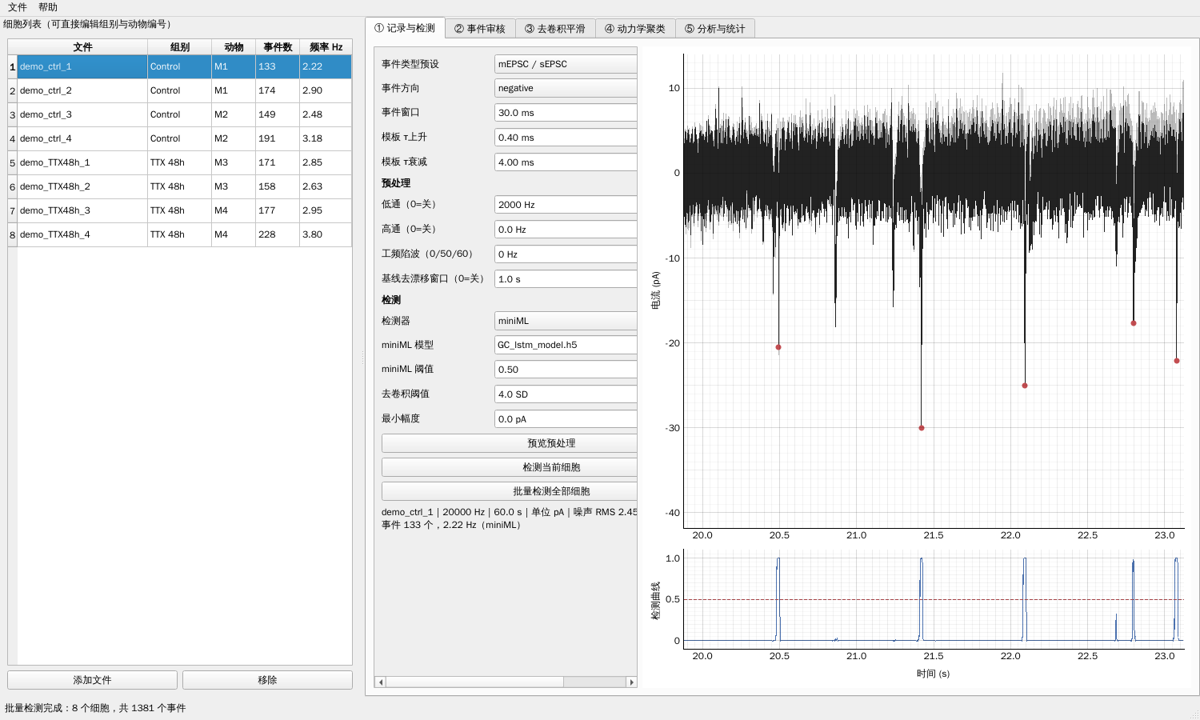 文件 帮助
细胞列表（可直接编辑组别与动物编号）
文件 组别 动物 事件数 频率 Hz
1 demo_ctrl_1 Control M1 133 2.22
2 demo_ctrl_2 Control M1 174 2.90
3 demo_ctrl_3 Control M2 149 2.48
4 demo_ctrl_4 Control M2 191 3.18
5 demo_TTX48h_1 TTX 48h M3 171 2.85
6 demo_TTX48h_2 TTX 48h M3 158 2.63
7 demo_TTX48h_3 TTX 48h M4 177 2.95
8 demo_TTX48h_4 TTX 48h M4 228 3.80
添加文件 移除
批量检测完成：8 个细胞，共 1381 个事件
① 记录与检测 ② 事件审核 ③ 去卷积平滑 ④ 动力学聚类 ⑤ 分析与统计
事件类型预设 mEPSC / sEPSC
事件方向 negative
事件窗口 30.0 ms
模板 τ上升 0.40 ms
模板 τ衰减 4.00 ms
预处理
低通（0=关） 2000 Hz
高通（0=关） 0.0 Hz
工频陷波（0/50/60） 0 Hz
基线去漂移窗口（0=关） 1.0 s
检测
检测器 miniML
miniML 模型 GC_lstm_model.h5
miniML 阈值 0.50
去卷积阈值 4.0 SD
最小幅度 0.0 pA
预览预处理
检测当前细胞
批量检测全部细胞
demo_ctrl_1 | 20000 Hz | 60.0 s | 单位 pA | 噪声 RMS 2.45
事件 133 个，2.22 Hz（miniML）
电流 (pA)
10
0
-10
-20
-30
-40
20.0 20.5 21.0 21.5 22.0 22.5 23.0
检测曲线
1.0
0.5
0
20.0 20.5 21.0 21.5 22.0 22.5 23.0
时间 (s)